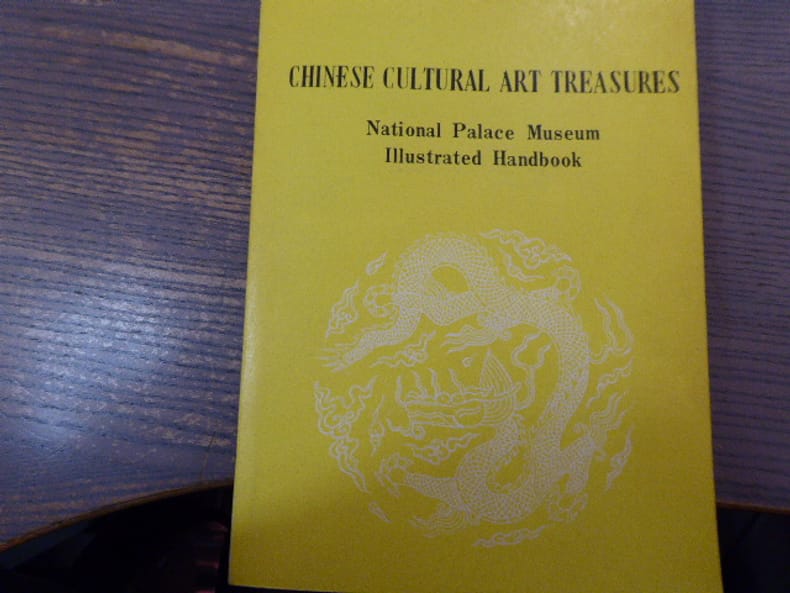 CHINESE CULTURAL ART TREASURES
National Palace Museum
Illustrated Handbook